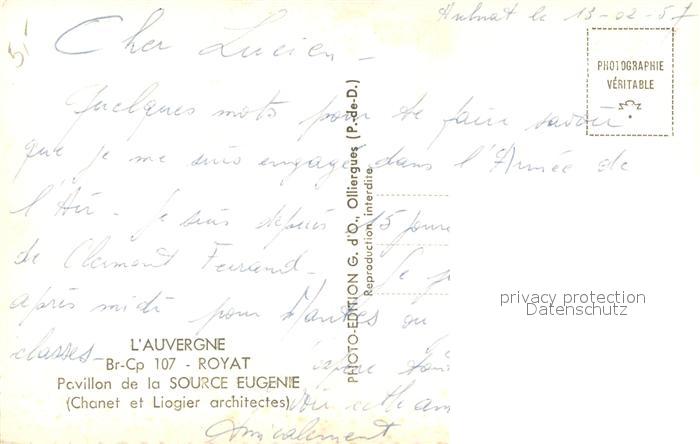 51
Aulnat le 13-02-57
Cher Lucien -
Quelques mots pour te faire savoir
que je me suis engagé dans l'Armée de
l'Air - Je suis depuis 15 jours
de Clermont Ferrand - Je
après midi pour Nantes ou
classes -
Amicalement
PHOTOGRAPHIE
VÉRITABLE
PHOTO-EDITION G. d'O., Olliergues (P.-de-D.)
Reproduction interdite
L'AUVERGNE
Br-Cp 107 - ROYAT
Pavillon de la SOURCE EUGENIE
(Chanet et Liogier architectes)
privacy protection
Datenschutz